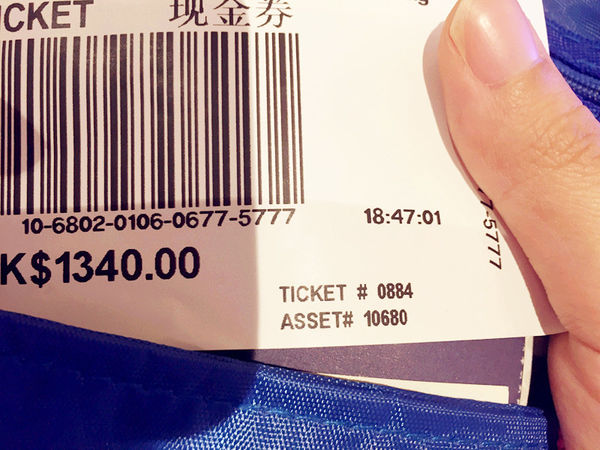 ICKET 现金券
10-6802-0106-0677-5777 18:47:01
7-5777
K$1340.00
TICKET # 0884
ASSET# 10680